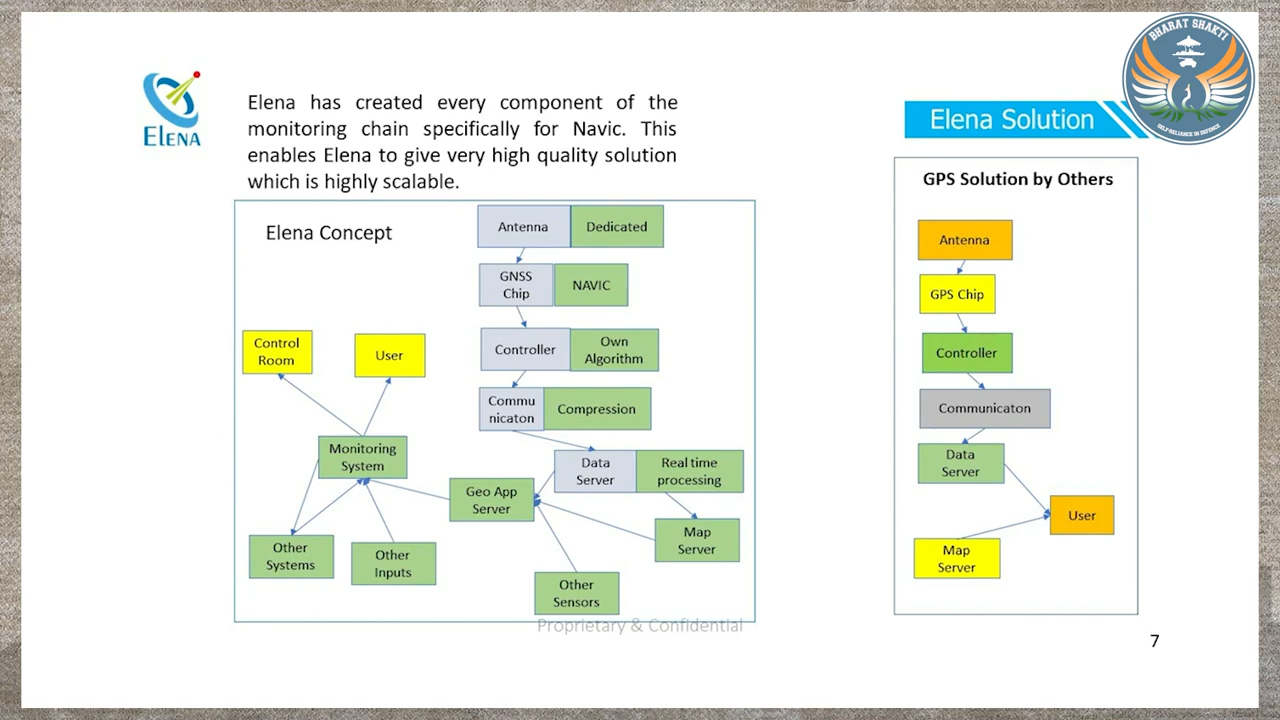 BHARAT SHAKTI
SELF-RELIANCE IN DEFENCE
ELENA
Elena has created every component of the
monitoring chain specifically for Navic. This
enables Elena to give very high quality solution
which is highly scalable.
Elena Solution
Elena Concept
Antenna
Dedicated
GNSS
Chip
NAVIC
Controller
Own
Algorithm
Commu
nicaton
Compression
Data
Server
Real time
processing
Map
Server
Geo App
Server
Other
Sensors
Monitoring
System
Control
Room
User
Other
Systems
Other
Inputs
GPS Solution by Others
Antenna
GPS Chip
Controller
Communicaton
Data
Server
User
Map
Server
Proprietary & Confidential
7